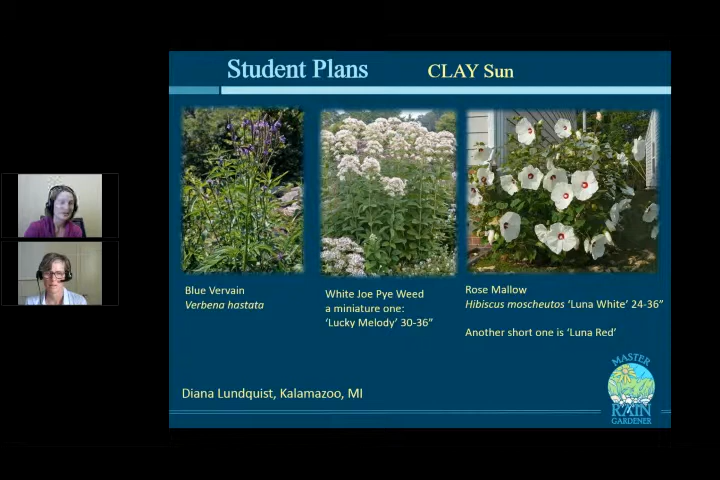 Student Plans
CLAY Sun
Blue Vervain
Verbena hastata
White Joe Pye Weed
a miniature one:
‘Lucky Melody’ 30-36”
Rose Mallow
Hibiscus moscheutos ‘Luna White’ 24-36”
Another short one is ‘Luna Red’
Diana Lundquist, Kalamazoo, MI
MASTER
RAIN
GARDENER